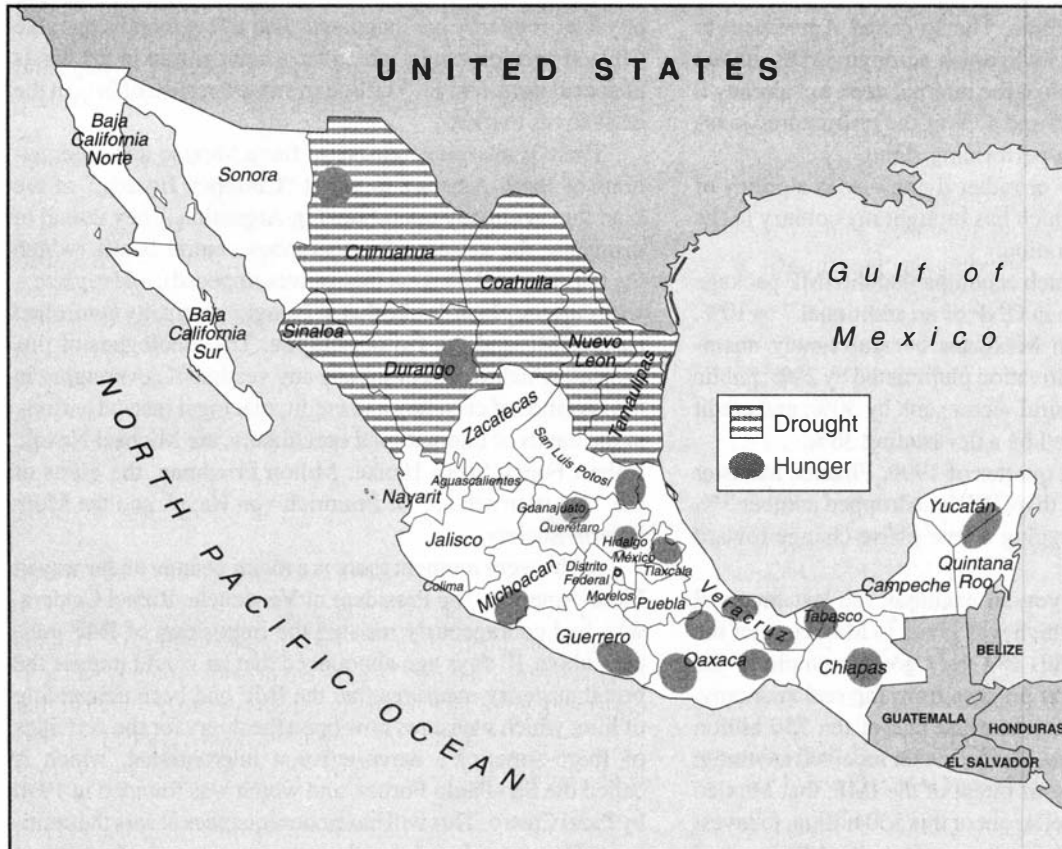 UNITED STATES
Baja
California
Norte
Sonora
Chihuahua
Coahuila
Gulf of
Mexico
Baja
California
Sur
Sinaloa
Durango
Nuevo
Leon
Tamaulipas
Drought
Hunger
Zacatecas
San Luis Potosí
Aguascalientes
Nayarit
Guanajuato
Querétaro
Jalisco
Hidalgo
México
Tlaxcala
Distrito
Federal
Morelos
Colima
Michoacan
Puebla
Veracruz
Guerrero
Oaxaca
Tabasco
Chiapas
Campeche
Yucatán
Quintana
Roo
BELIZE
GUATEMALA
HONDURAS
EL SALVADOR
NORTH PACIFIC OCEAN